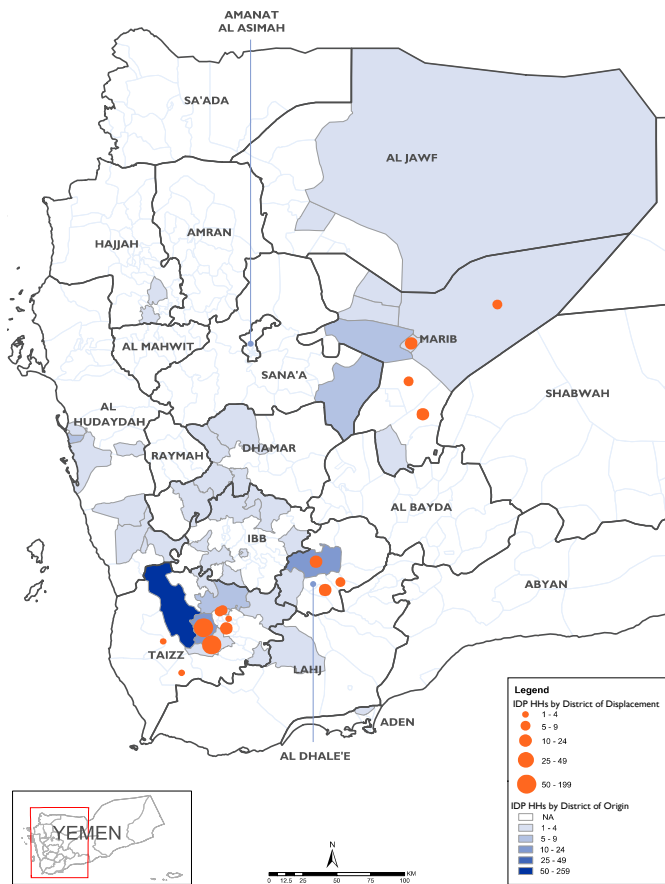 AMANAT
AL ASIMAH
SA'ADA
AL JAWF
HAJJAH
AMRAN
AL MAHWIT
MARIB
SANA'A
SHABWAH
AL
HUDAYDAH
RAYMAH
DHAMAR
AL BAYDA
IBB
ABYAN
TAIZZ
LAHJ
ADEN
AL DHALE'E
Legend
IDP HHs by District of Displacement
1 - 4
5 - 9
10 - 24
25 - 49
50 - 199
IDP HHs by District of Origin
NA
1 - 4
5 - 9
10 - 24
25 - 49
50 - 259
YEMEN
N
KM
0 12.5 25 50 75 100